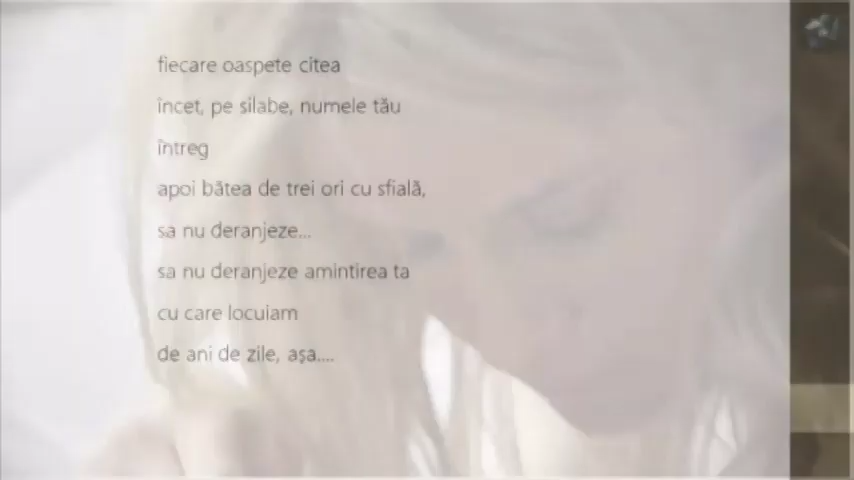 fiecare oaspete citea
încet, pe silabe, numele tău
întreg
apoi bătea de trei ori cu sfială,
sa nu deranjeze...
sa nu deranjeze amintirea ta
cu care locuiam
de ani de zile, aşa....